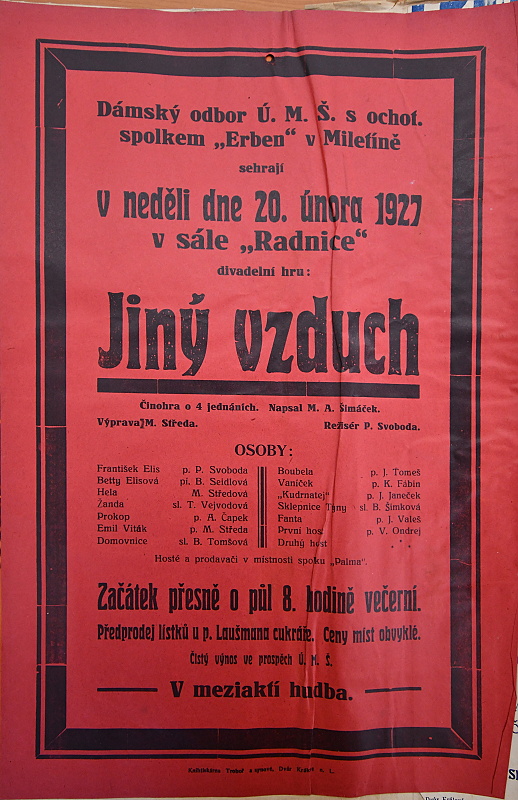 Dámský odbor Ú. M. Š. s ochot.
spolkem „Erben“ v Miletíně
sehrají
v neděli dne 20. února 1927
v sále „Radnice“
divadelní hru:
Jiný vzduch
Činohra o 4 jednáních. Napsal M. A. Šimáček.
Výprava M. Středa. Režisér P. Svoboda.
OSOBY:
František Elis p. P. Svoboda
Betty Elisová pí. B. Seidlová
Hela M. Středová
Žanda sl. T. Vejvodová
Prokop p. A. Čapek
Emil Viták p. M. Středa
Domovnice sl. B. Tomšová
Boubela p. J. Tomeš
Vaníček p. K. Fábin
„Kudrnatej“ p. J. Janeček
Sklepnice Tyny sl. B. Šimková
Fanta p. J. Valeš
První host p. V. Ondrej
Druhý host * * *
Hosté a prodavači v místnosti spoku „Palma“.
Začátek přesně o půl 8. hodině večerní.
Předprodej lístků u p. Laušmana cukráře. Ceny míst obvyklé.
Čistý výnos ve prospěch Ú. M. Š.
V meziaktí hudba.
Knihtiskárna